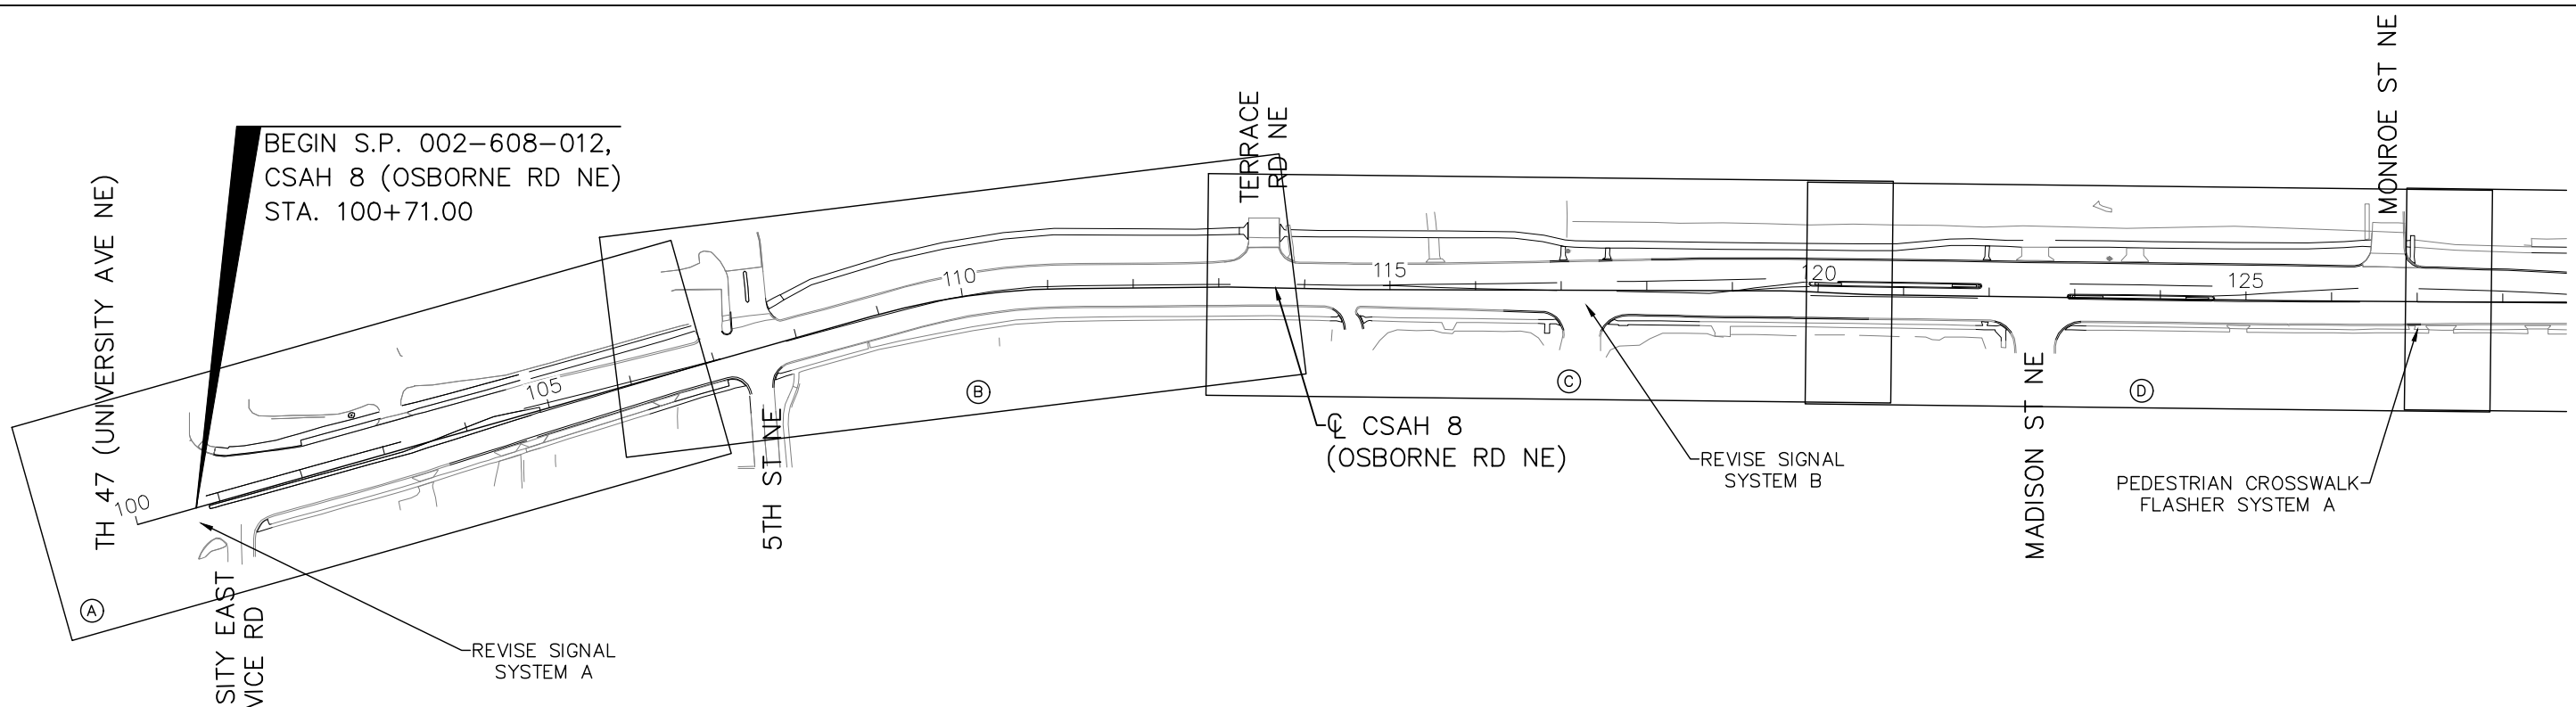 MONROE ST NE
TERRACE
RD NE
BEGIN S.P. 002-608-012,
CSAH 8 (OSBORNE RD NE)
STA. 100+71.00
TH 47 (UNIVERSITY AVE NE)
100
105
110
115
120
125
A
B
C
D
℄ CSAH 8
(OSBORNE RD NE)
5TH ST NE
MADISON ST NE
REVISE SIGNAL
SYSTEM B
PEDESTRIAN CROSSWALK
FLASHER SYSTEM A
REVISE SIGNAL
SYSTEM A
SITY EAST
VICE RD